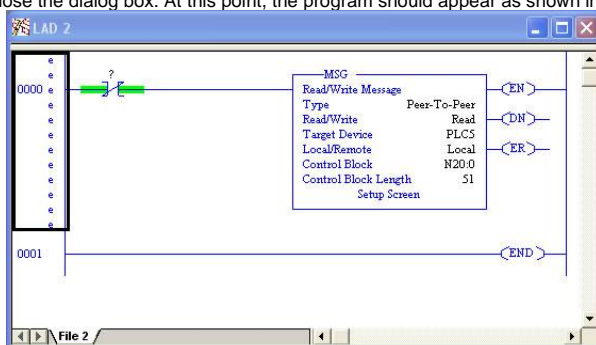 lose the dialog box. At this point, the program should appear as shown in
LAD 2
e
e
0000 e
e
e
e
e
e
e
e
e
?
MSG
Read/Write Message
Type Peer-To-Peer
Read/Write Read
Target Device PLC5
Local/Remote Local
Control Block N20:0
Control Block Length 51
Setup Screen
EN
DN
ER
0001
END
File 2